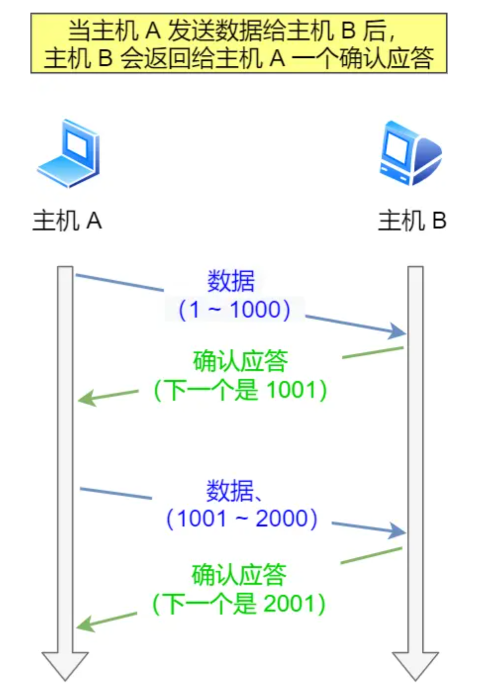 当主机 A 发送数据给主机 B 后，
主机 B 会返回给主机 A 一个确认应答
主机 A
主机 B
数据
（1 ~ 1000）
确认应答
（下一个是 1001）
数据、
（1001 ~ 2000）
确认应答
（下一个是 2001）